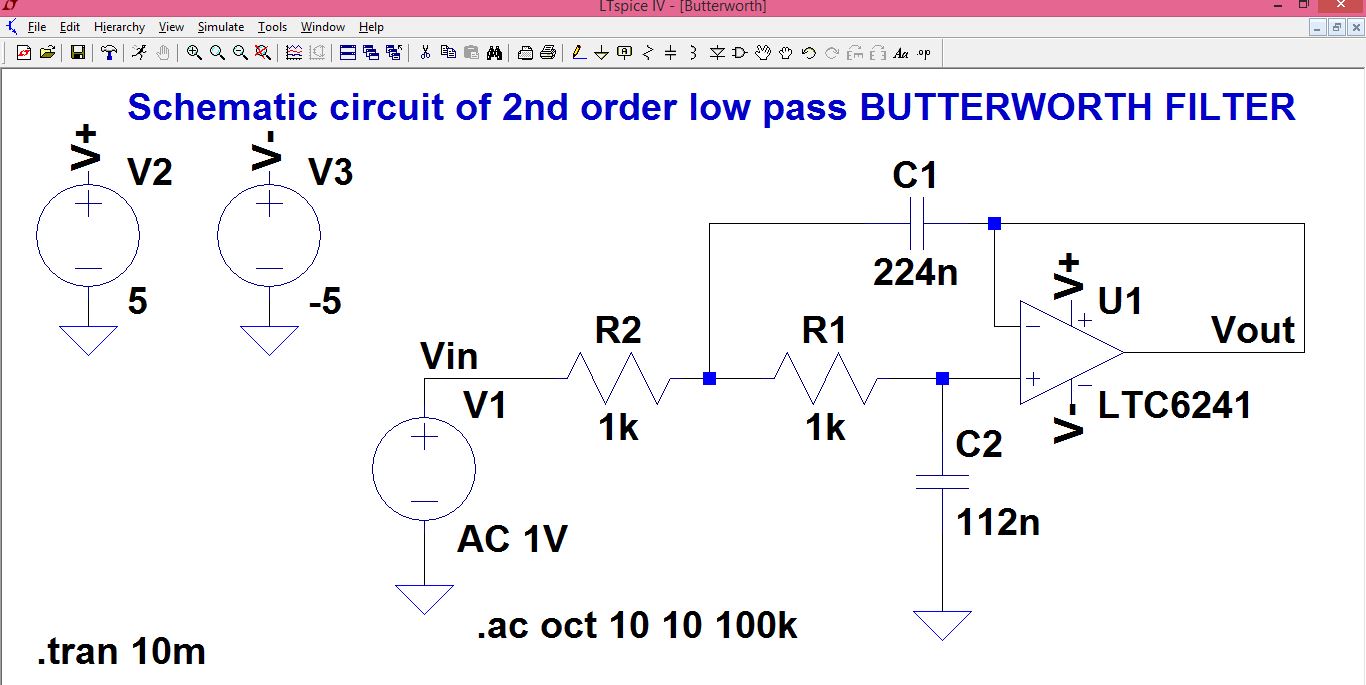 LTspice IV - [Butterworth]
File Edit Hierarchy View Simulate Tools Window Help
Aa .op
Schematic circuit of 2nd order low pass BUTTERWORTH FILTER
V+
V2
5
V-
V3
-5
C1
224n
V+
U1
Vout
R2
1k
R1
1k
Vin
V1
AC 1V
V-
LTC6241
C2
112n
.ac oct 10 10 100k
.tran 10m